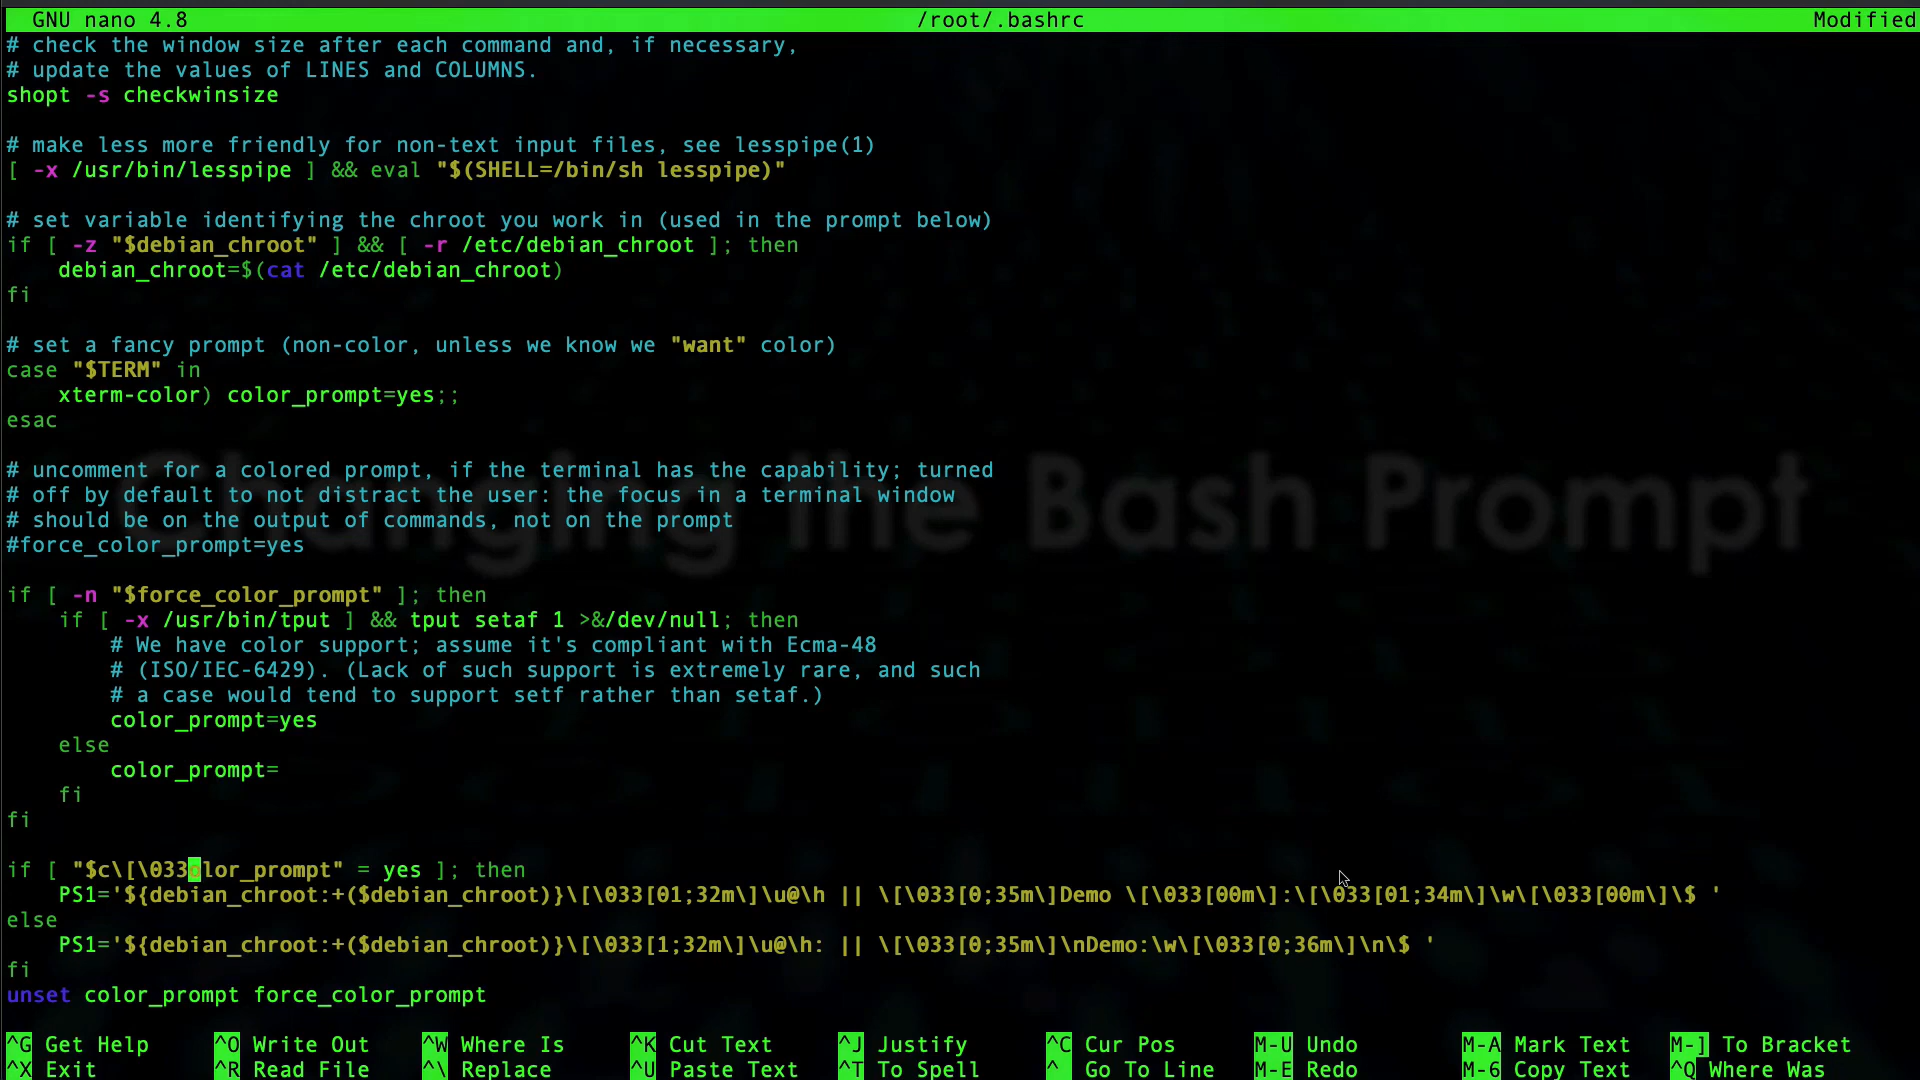 GNU nano 4.8 /root/.bashrc Modified
# check the window size after each command and, if necessary,
# update the values of LINES and COLUMNS.
shopt -s checkwinsize
# make less more friendly for non-text input files, see lesspipe(1)
[ -x /usr/bin/lesspipe ] && eval "$(SHELL=/bin/sh lesspipe)"
# set variable identifying the chroot you work in (used in the prompt below)
if [ -z "$debian_chroot" ] && [ -r /etc/debian_chroot ]; then
    debian_chroot=$(cat /etc/debian_chroot)
fi
# set a fancy prompt (non-color, unless we know we "want" color)
case "$TERM" in
    xterm-color) color_prompt=yes;;
esac
# uncomment for a colored prompt, if the terminal has the capability; turned
# off by default to not distract the user: the focus in a terminal window
# should be on the output of commands, not on the prompt
#force_color_prompt=yes
Changing the Bash Prompt
if [ -n "$force_color_prompt" ]; then
    if [ -x /usr/bin/tput ] && tput setaf 1 >&/dev/null; then
        # We have color support; assume it's compliant with Ecma-48
        # (ISO/IEC-6429). (Lack of such support is extremely rare, and such
        # a case would tend to support setf rather than setaf.)
        color_prompt=yes
    else
        color_prompt=
    fi
fi
if [ "$c\[\033olor_prompt" = yes ]; then
    PS1='${debian_chroot:+($debian_chroot)}\[\033[01;32m\]\u@\h || \[\033[0;35m\]Demo \[\033[00m\]:\[\033[01;34m\]\w\[\033[00m\]\$ '
else
    PS1='${debian_chroot:+($debian_chroot)}\[\033[1;32m\]\u@\h: || \[\033[0;35m\]\nDemo:\w\[\033[0;36m\]\n\$ '
fi
unset color_prompt force_color_prompt
^G Get Help ^O Write Out ^W Where Is ^K Cut Text ^J Justify ^C Cur Pos M-U Undo M-A Mark Text M-] To Bracket
^X Exit ^R Read File ^\ Replace ^U Paste Text ^T To Spell ^_ Go To Line M-E Redo M-6 Copy Text ^Q Where Was